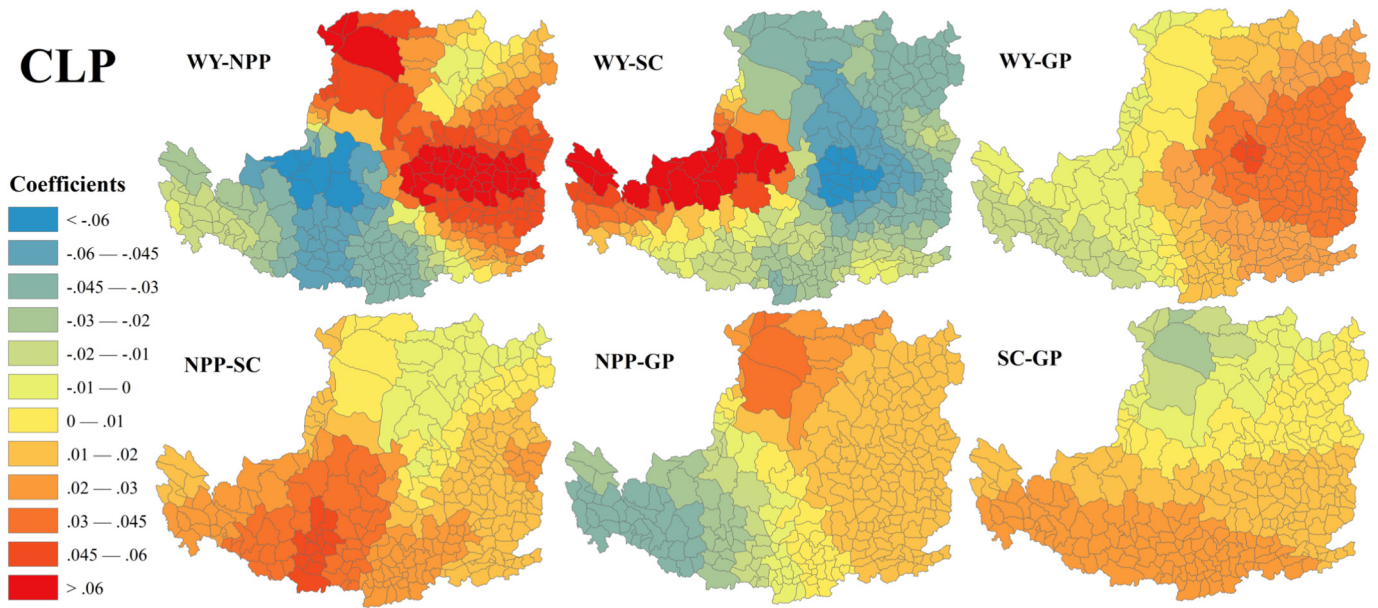 CLP
WY-NPP
WY-SC
WY-GP
Coefficients
< -.06
-.06 — -.045
-.045 — -.03
-.03 — -.02
-.02 — -.01
-.01 — 0
0 — .01
.01 — .02
.02 — .03
.03 — .045
.045 — .06
> .06
NPP-SC
NPP-GP
SC-GP